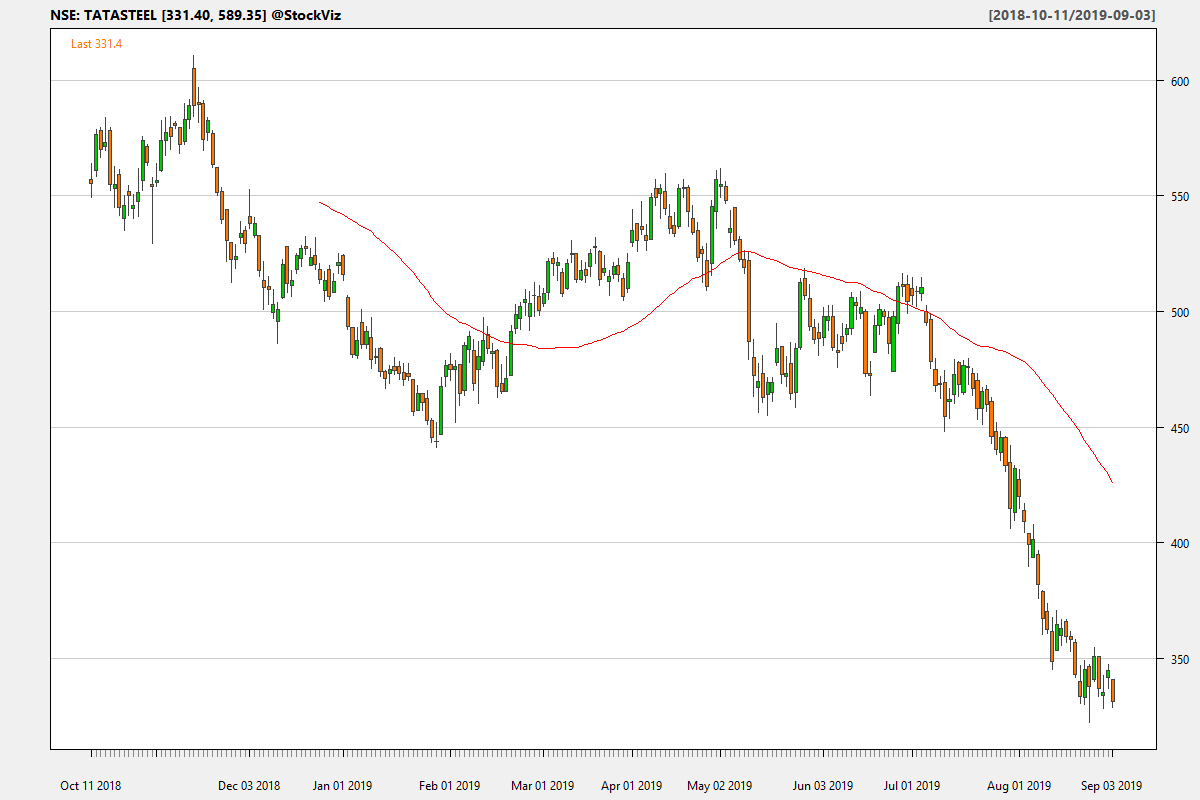 NSE: TATASTEEL [331.40, 589.35] @StockViz [2018-10-11/2019-09-03]
Last 331.4
600
550
500
450
400
350
Oct 11 2018 Dec 03 2018 Jan 01 2019 Feb 01 2019 Mar 01 2019 Apr 01 2019 May 02 2019 Jun 03 2019 Jul 01 2019 Aug 01 2019 Sep 03 2019